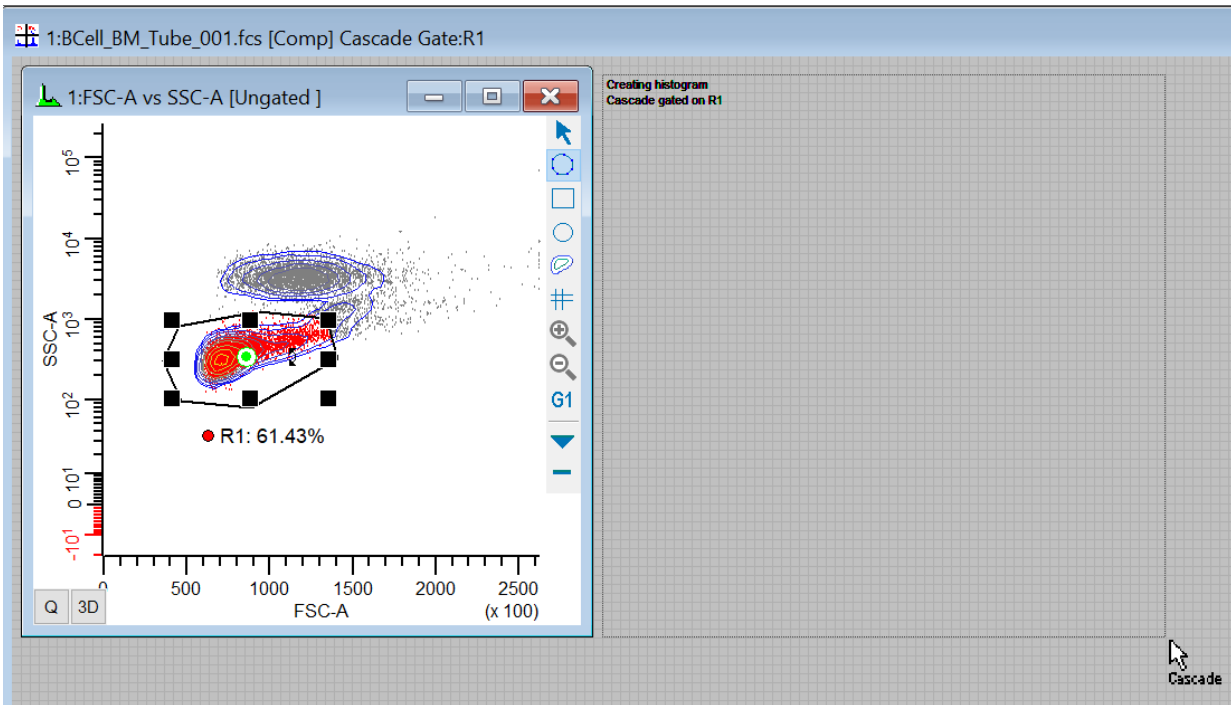 1:BCell_BM_Tube_001.fcs [Comp] Cascade Gate:R1
1:FSC-A vs SSC-A [Ungated ]
Creating histogram
Cascade gated on R1
10^5
10^4
10^3
10^2
10^1
0
-10^1
SSC-A
R1: 61.43%
G1
0 500 1000 1500 2000 2500
FSC-A
(x 100)
Q 3D
Cascade